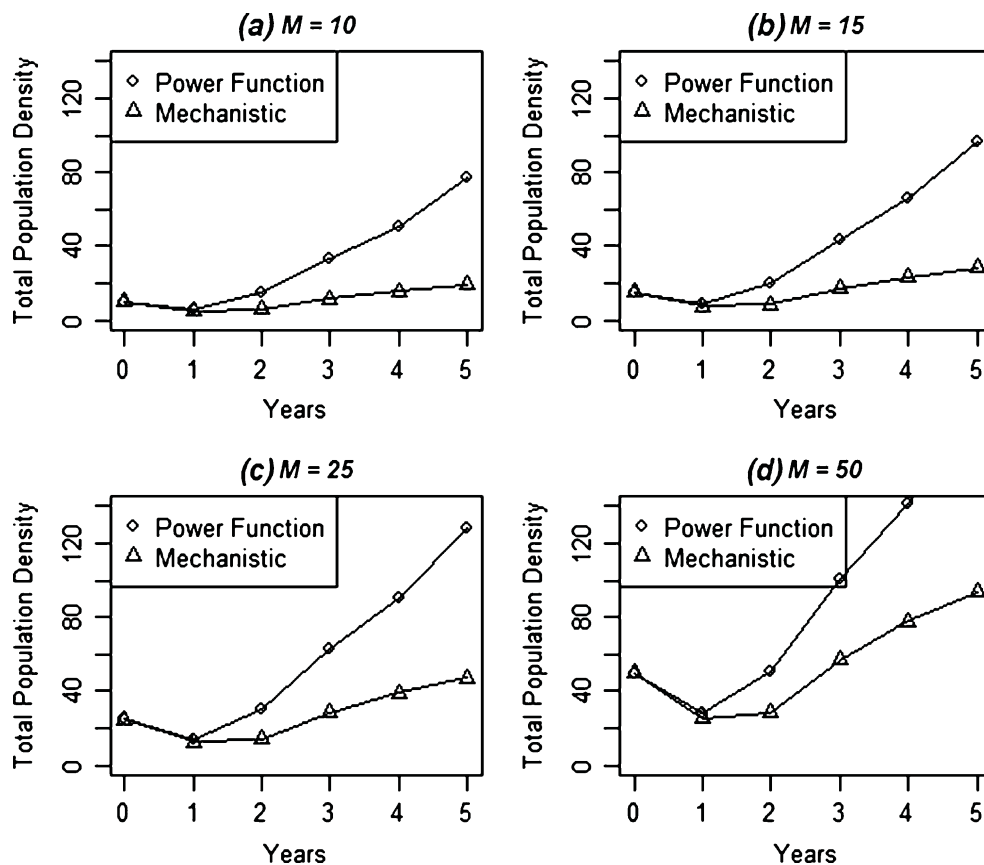 (a) M = 10
Total Population Density
0 40 80 120
Power Function
Mechanistic
0 1 2 3 4 5
Years
(b) M = 15
Total Population Density
0 40 80 120
Power Function
Mechanistic
0 1 2 3 4 5
Years
(c) M = 25
Total Population Density
0 40 80 120
Power Function
Mechanistic
0 1 2 3 4 5
Years
(d) M = 50
Total Population Density
0 40 80 120
Power Function
Mechanistic
0 1 2 3 4 5
Years